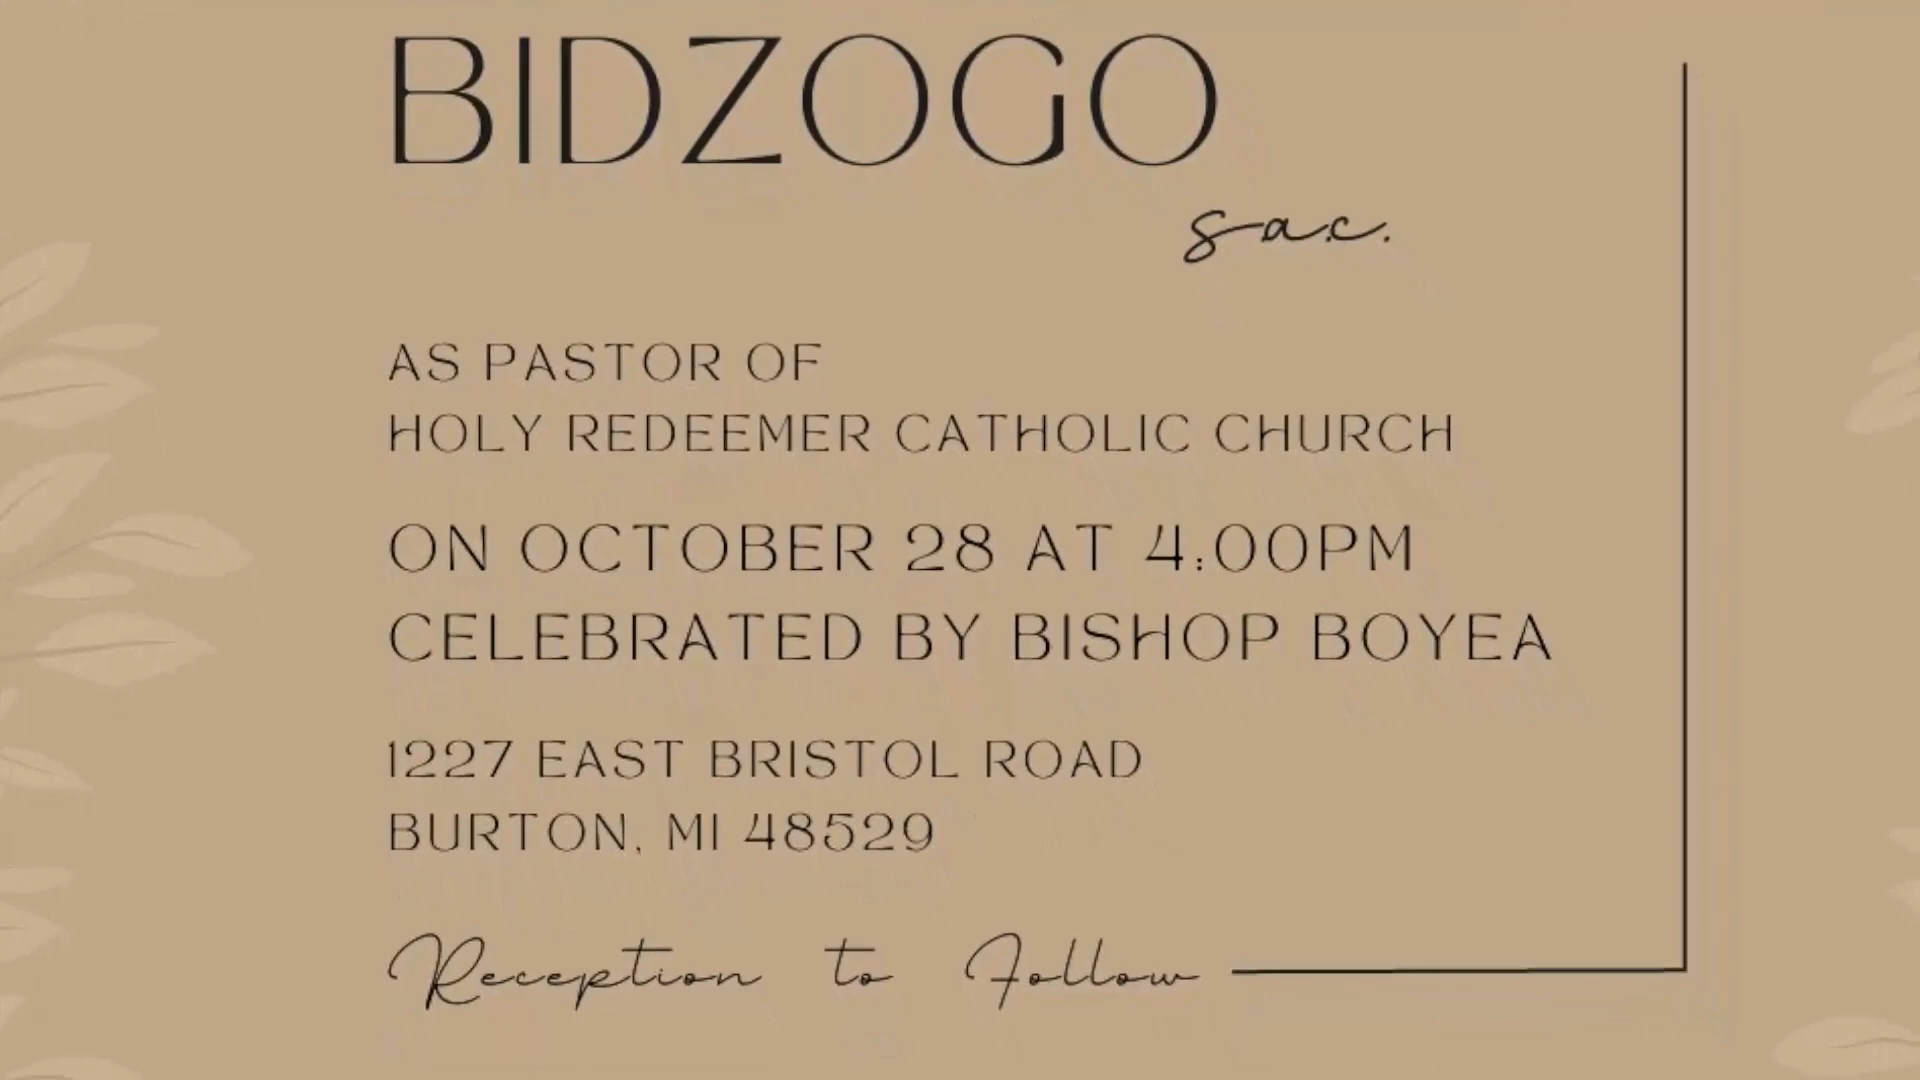 BIDZOGO
s.a.c.
AS PASTOR OF
HOLY REDEEMER CATHOLIC CHURCH
ON OCTOBER 28 AT 4:00PM
CELEBRATED BY BISHOP BOYEA
1227 EAST BRISTOL ROAD
BURTON, MI 48529
Reception to Follow